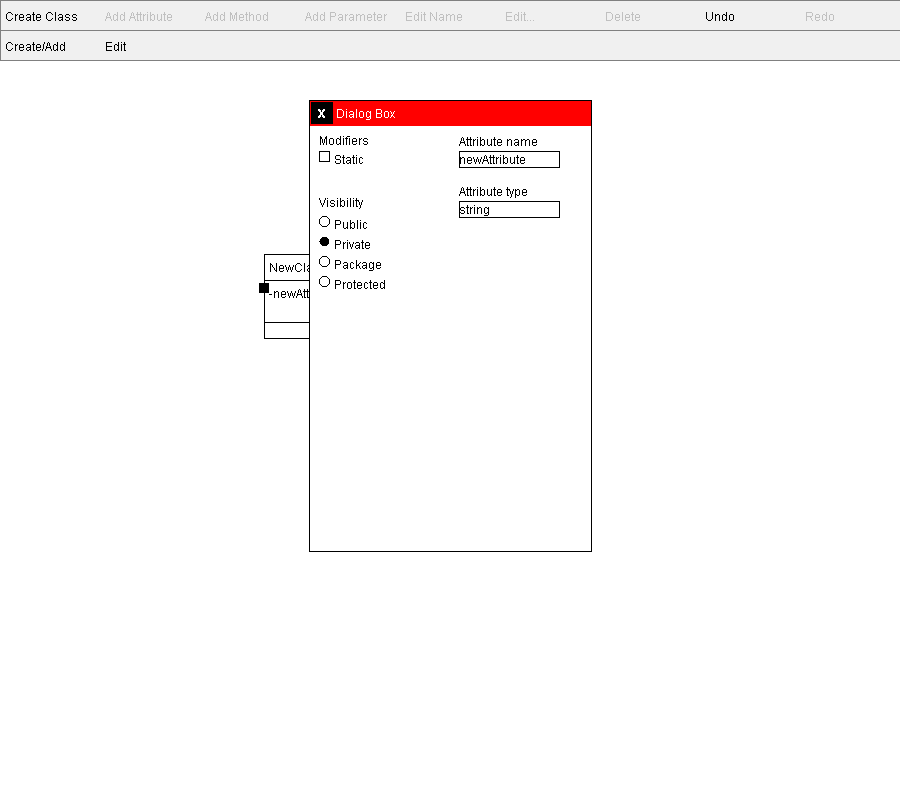 Create Class Add Attribute Add Method Add Parameter Edit Name Edit... Delete Undo Redo
Create/Add Edit
X Dialog Box
Modifiers
Static
Attribute name
newAttribute
Attribute type
string
Visibility
Public
Private
Package
Protected
NewCla
-newAtt